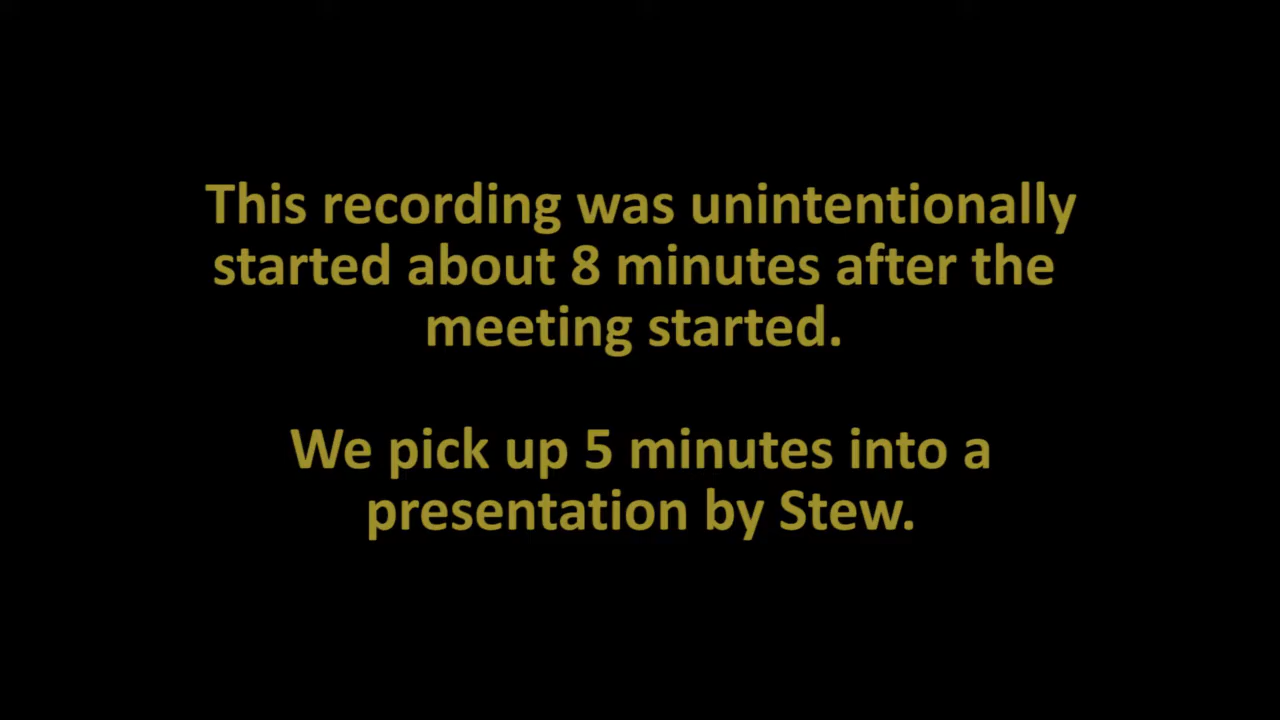 This recording was unintentionally
started about 8 minutes after the
meeting started.
We pick up 5 minutes into a
presentation by Stew.